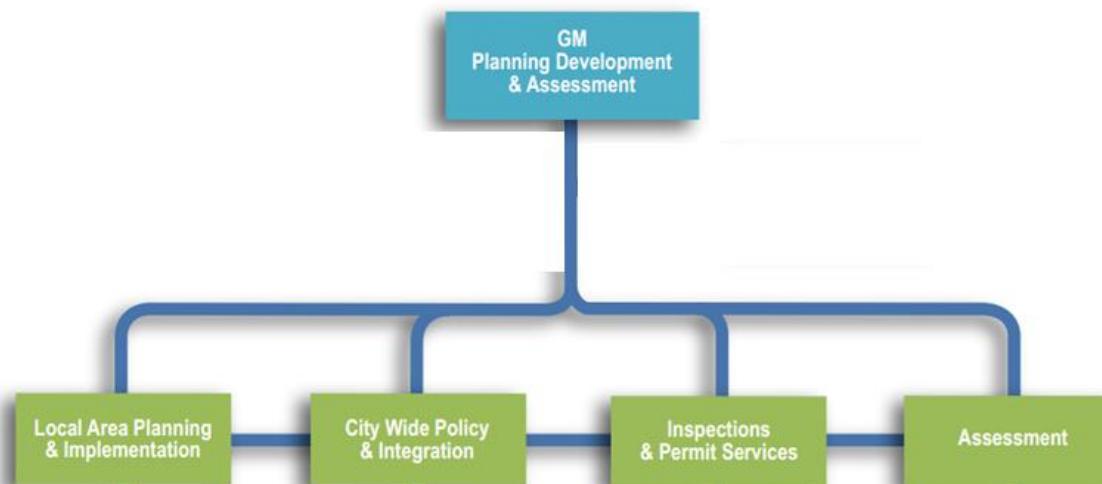 GM
Planning Development
& Assessment
Local Area Planning
& Implementation
City Wide Policy
& Integration
Inspections
& Permit Services
Assessment